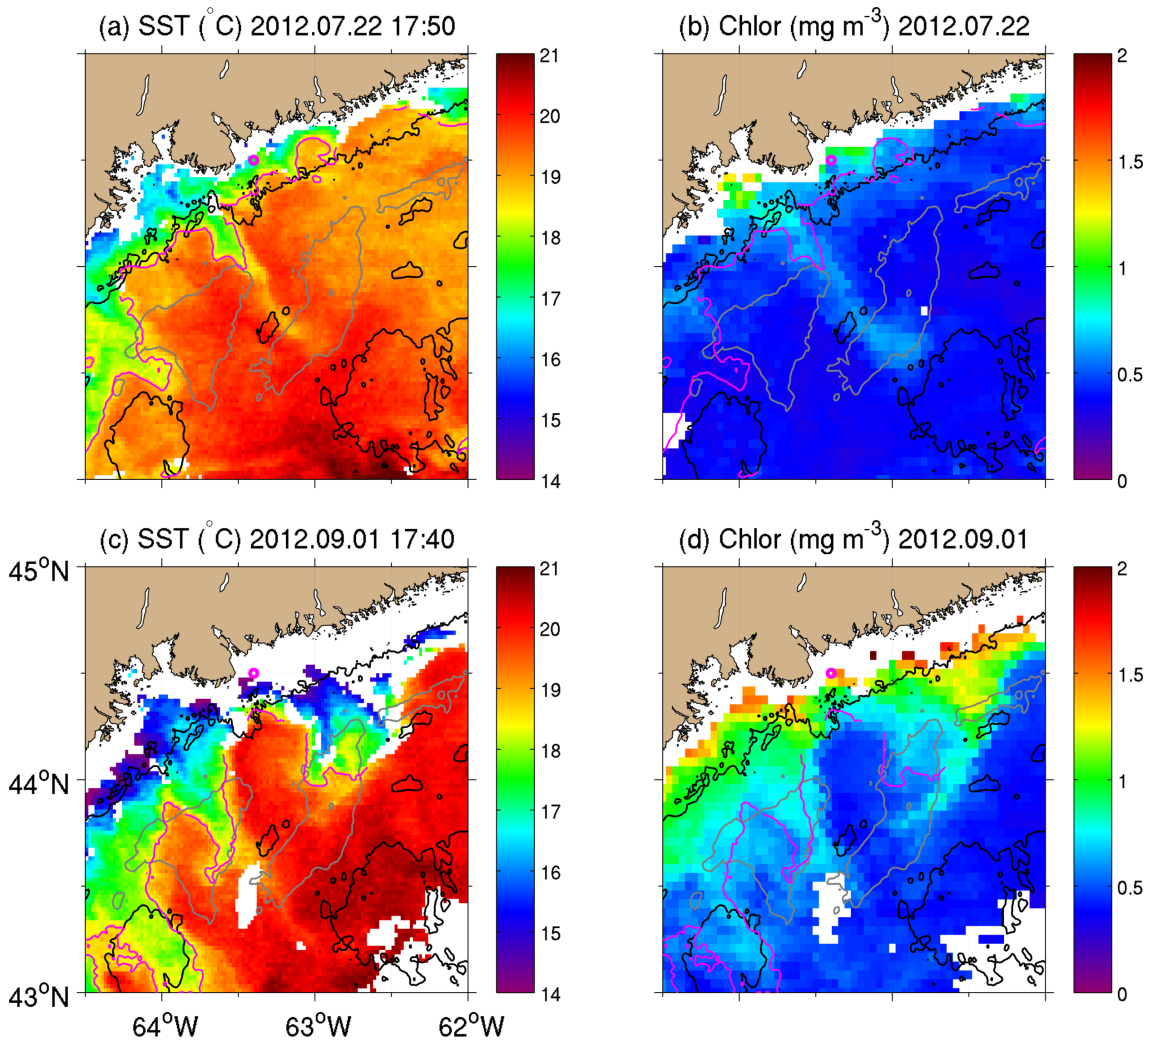 (a) SST (°C) 2012.07.22 17:50
(b) Chlor (mg m-3) 2012.07.22
21
20
19
18
17
16
15
14
2
1.5
1
0.5
0
(c) SST (°C) 2012.09.01 17:40
(d) Chlor (mg m-3) 2012.09.01
45°N
44°N
43°N
64°W
63°W
62°W
21
20
19
18
17
16
15
14
2
1.5
1
0.5
0